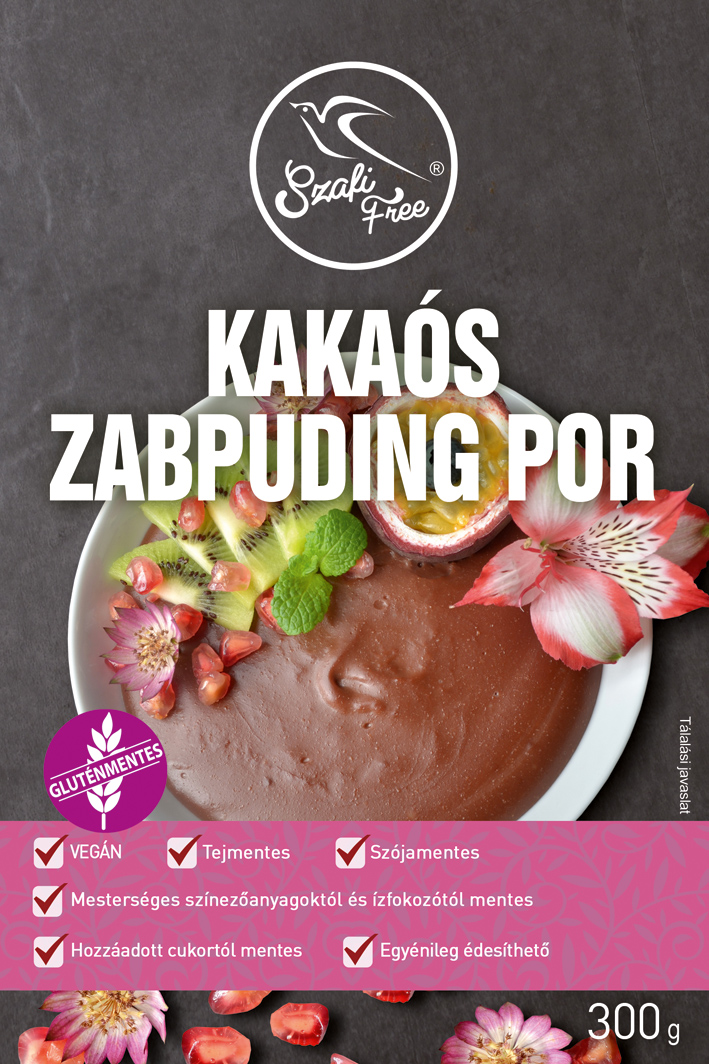 Szafi
Free
®
KAKAÓS
ZABPUDING POR
Tálalási javaslat
GLUTÉNMENTES
VEGÁN
Tejmentes
Szójamentes
Mesterséges színezőanyagoktól és ízfokozótól mentes
Hozzáadott cukortól mentes
Egyénileg édesíthető
300 g